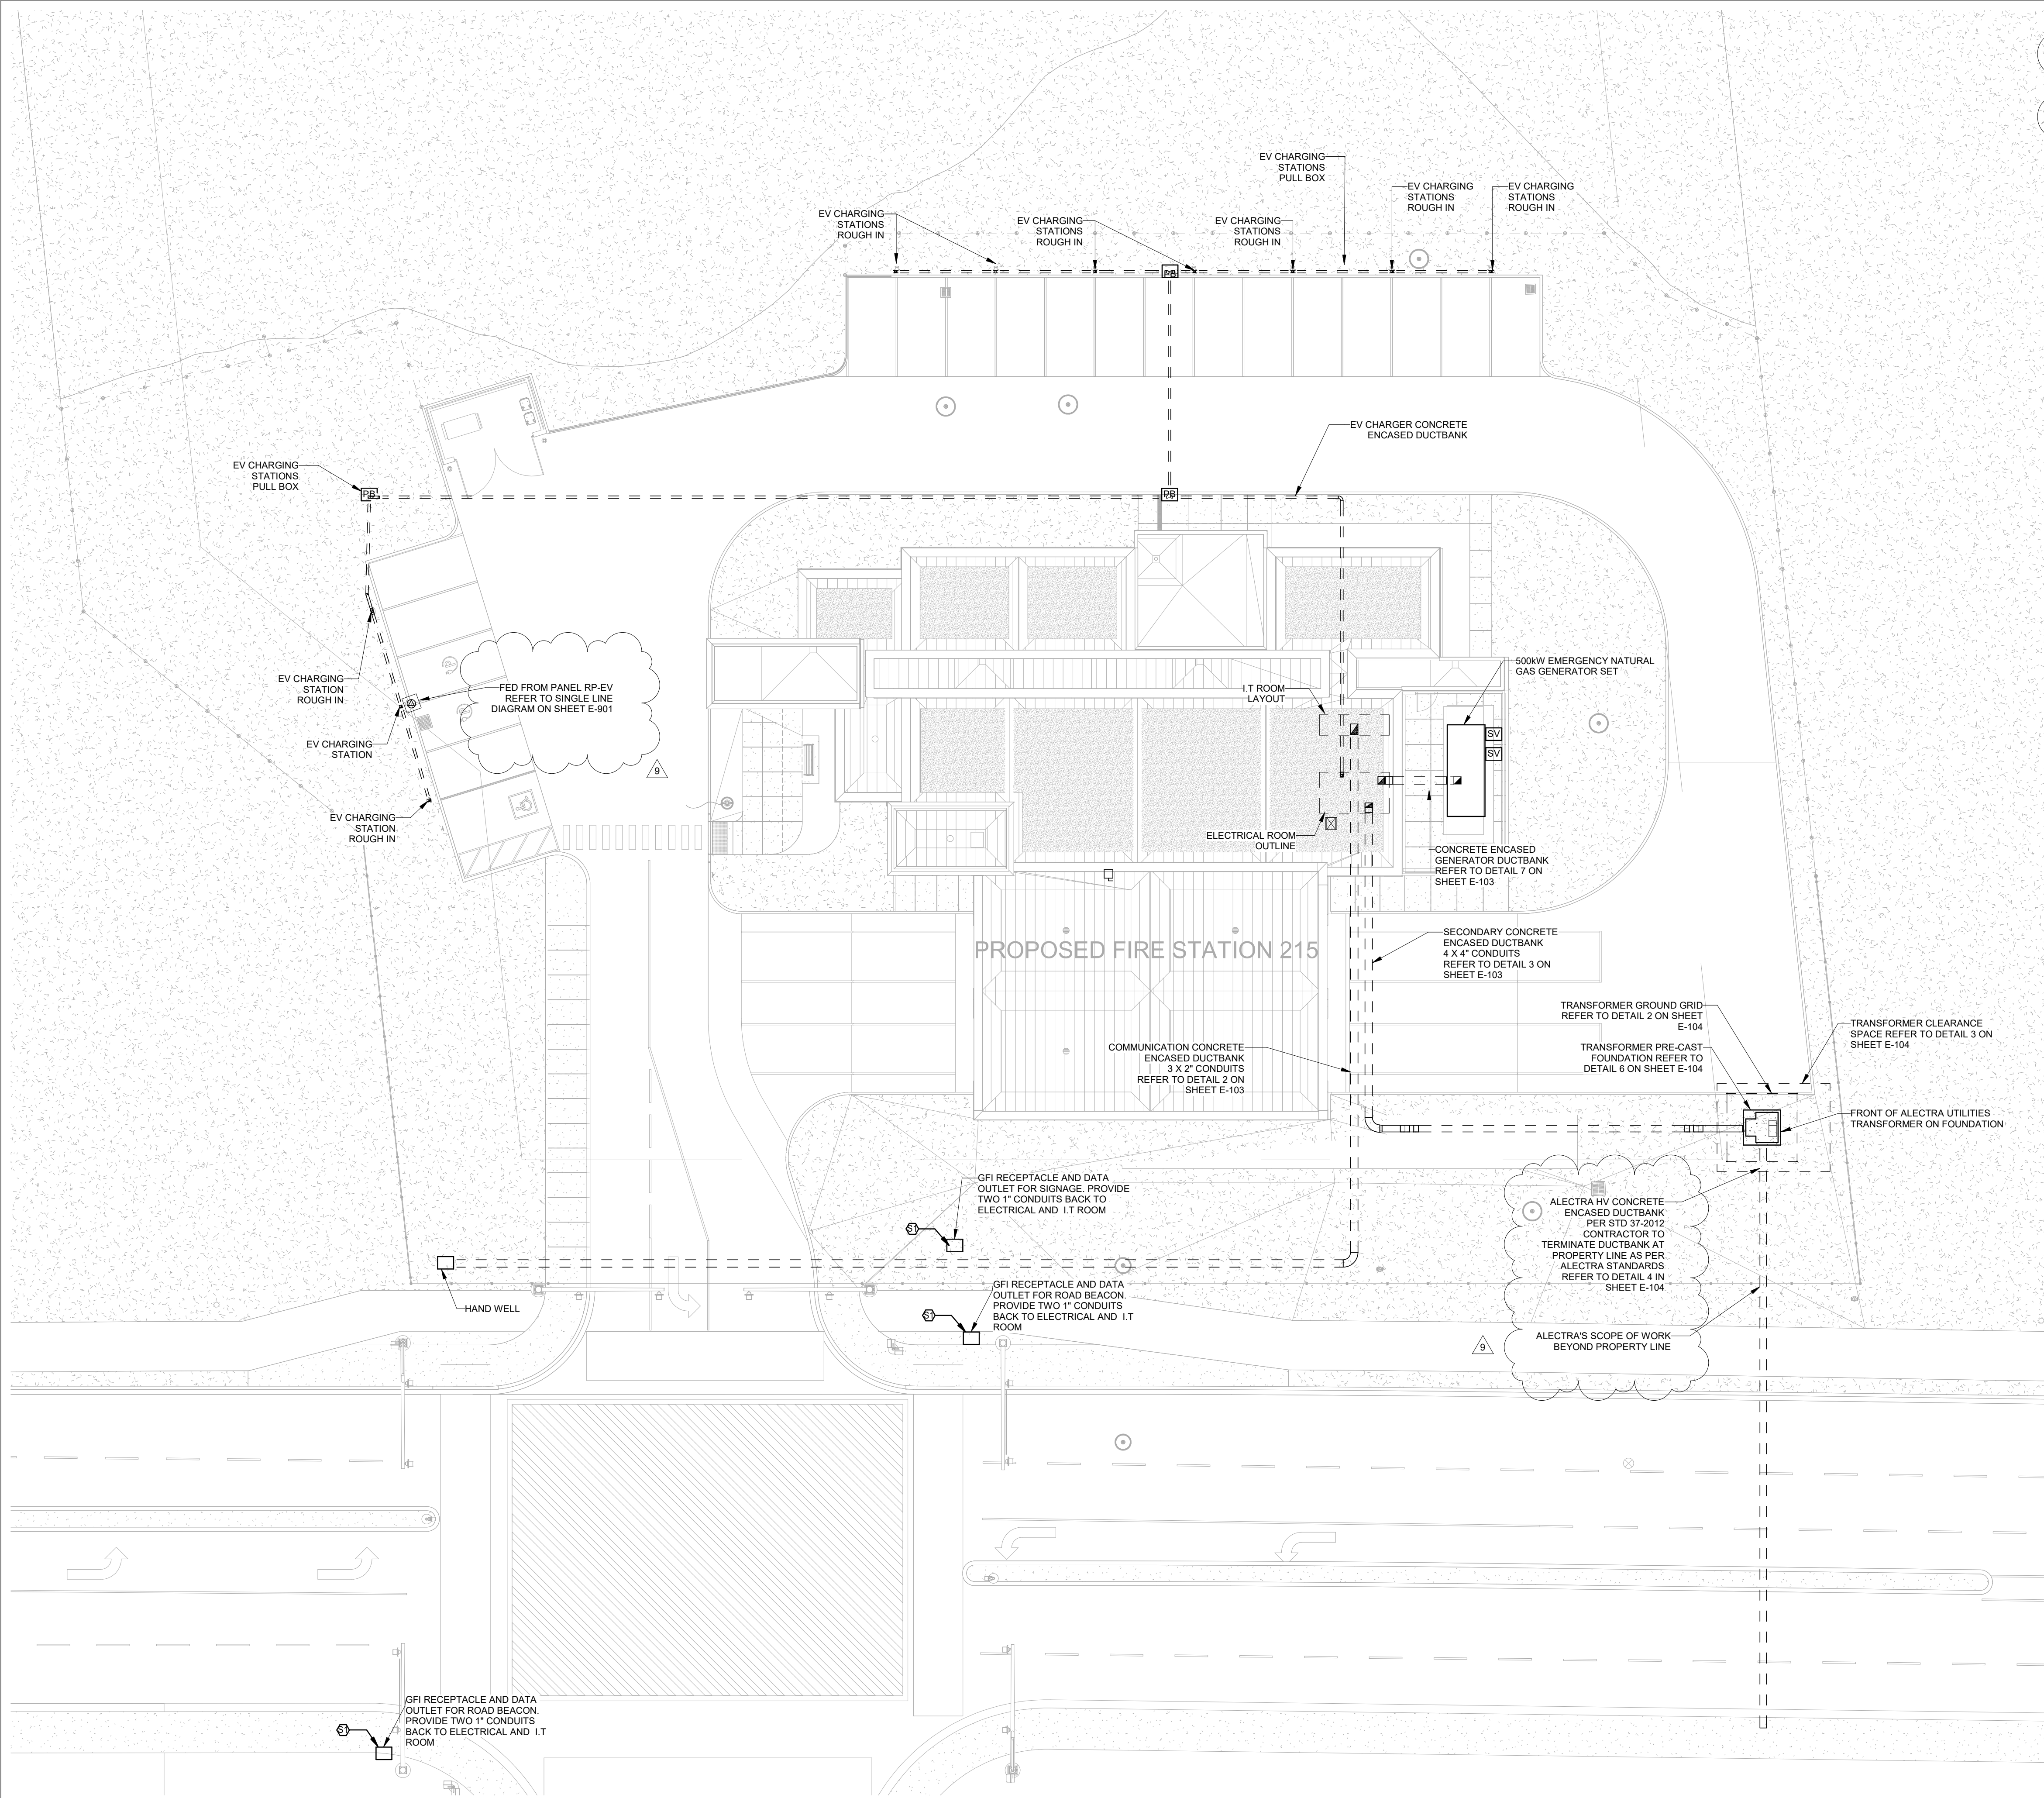 EV CHARGING
STATIONS
PULL BOX
EV CHARGING
STATIONS
ROUGH IN
EV CHARGING
STATIONS
ROUGH IN
EV CHARGING
STATIONS
ROUGH IN
EV CHARGING
STATIONS
ROUGH IN
EV CHARGING
STATIONS
ROUGH IN
PB
EV CHARGER CONCRETE
ENCASED DUCTBANK
EV CHARGING
STATIONS
PULL BOX
PB
PB
EV CHARGING
STATION
ROUGH IN
FED FROM PANEL RP-EV
REFER TO SINGLE LINE
DIAGRAM ON SHEET E-901
9
EV CHARGING
STATION
EV CHARGING
STATION
ROUGH IN
500kW EMERGENCY NATURAL
GAS GENERATOR SET
I.T ROOM
LAYOUT
SV
SV
ELECTRICAL ROOM
OUTLINE
CONCRETE ENCASED
GENERATOR DUCTBANK
REFER TO DETAIL 7 ON
SHEET E-103
PROPOSED FIRE STATION 215
SECONDARY CONCRETE
ENCASED DUCTBANK
4 X 4" CONDUITS
REFER TO DETAIL 3 ON
SHEET E-103
TRANSFORMER GROUND GRID
REFER TO DETAIL 2 ON SHEET
E-104
TRANSFORMER CLEARANCE
SPACE REFER TO DETAIL 3 ON
SHEET E-104
COMMUNICATION CONCRETE
ENCASED DUCTBANK
3 X 2" CONDUITS
REFER TO DETAIL 2 ON
SHEET E-103
TRANSFORMER PRE-CAST
FOUNDATION REFER TO
DETAIL 6 ON SHEET E-104
FRONT OF ALECTRA UTILITIES
TRANSFORMER ON FOUNDATION
GFI RECEPTACLE AND DATA
OUTLET FOR SIGNAGE. PROVIDE
TWO 1" CONDUITS BACK TO
ELECTRICAL AND I.T ROOM
S1
ALECTRA HV CONCRETE
ENCASED DUCTBANK
PER STD 37-2012
CONTRACTOR TO
TERMINATE DUCTBANK AT
PROPERTY LINE AS PER
ALECTRA STANDARDS
REFER TO DETAIL 4 IN
SHEET E-104
HAND WELL
GFI RECEPTACLE AND DATA
OUTLET FOR ROAD BEACON.
PROVIDE TWO 1" CONDUITS
BACK TO ELECTRICAL AND I.T
ROOM
S1
ALECTRA'S SCOPE OF WORK
BEYOND PROPERTY LINE
9
GFI RECEPTACLE AND DATA
OUTLET FOR ROAD BEACON.
PROVIDE TWO 1" CONDUITS
BACK TO ELECTRICAL AND I.T
ROOM
S1